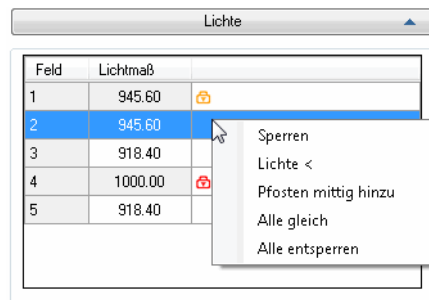 Lichte
Feld Lichtmaß
1 945.60
2 945.60
3 918.40
4 1000.00
5 918.40
Sperren
Lichte <
Pfosten mittig hinzu
Alle gleich
Alle entsperren